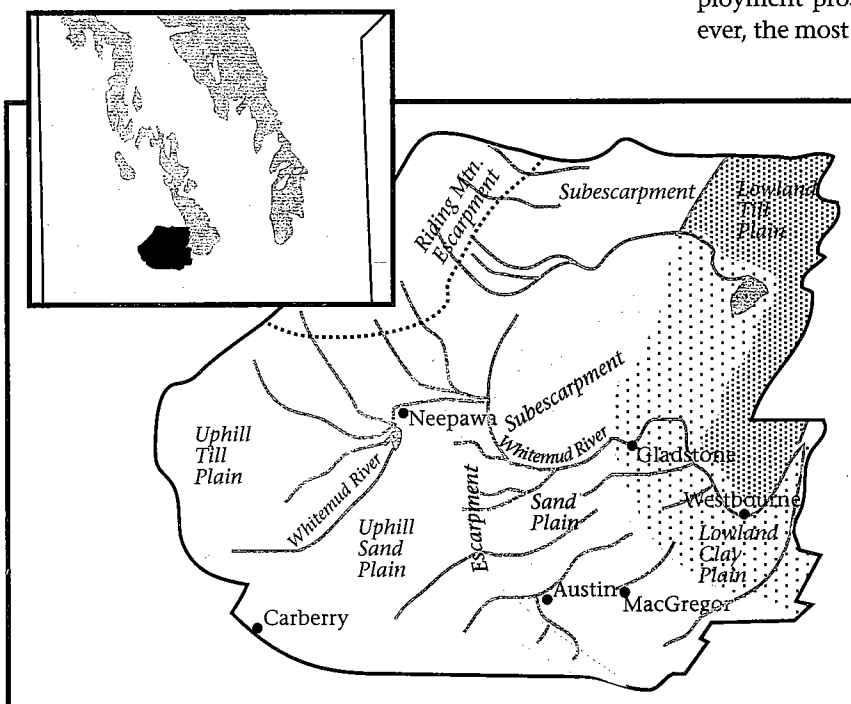 ployment pros
ever, the most
Riding Mtn.
Escarpment
Subescarpment
Lowland
Till
Plain
Subescarpment
Neepawa
Whitemud River
Gladstone
Uphill
Till
Plain
Whitemud River
Escarpment
Sand
Plain
Westbourne
Uphill
Sand
Plain
Lowland
Clay
Plain
Austin
MacGregor
Carberry